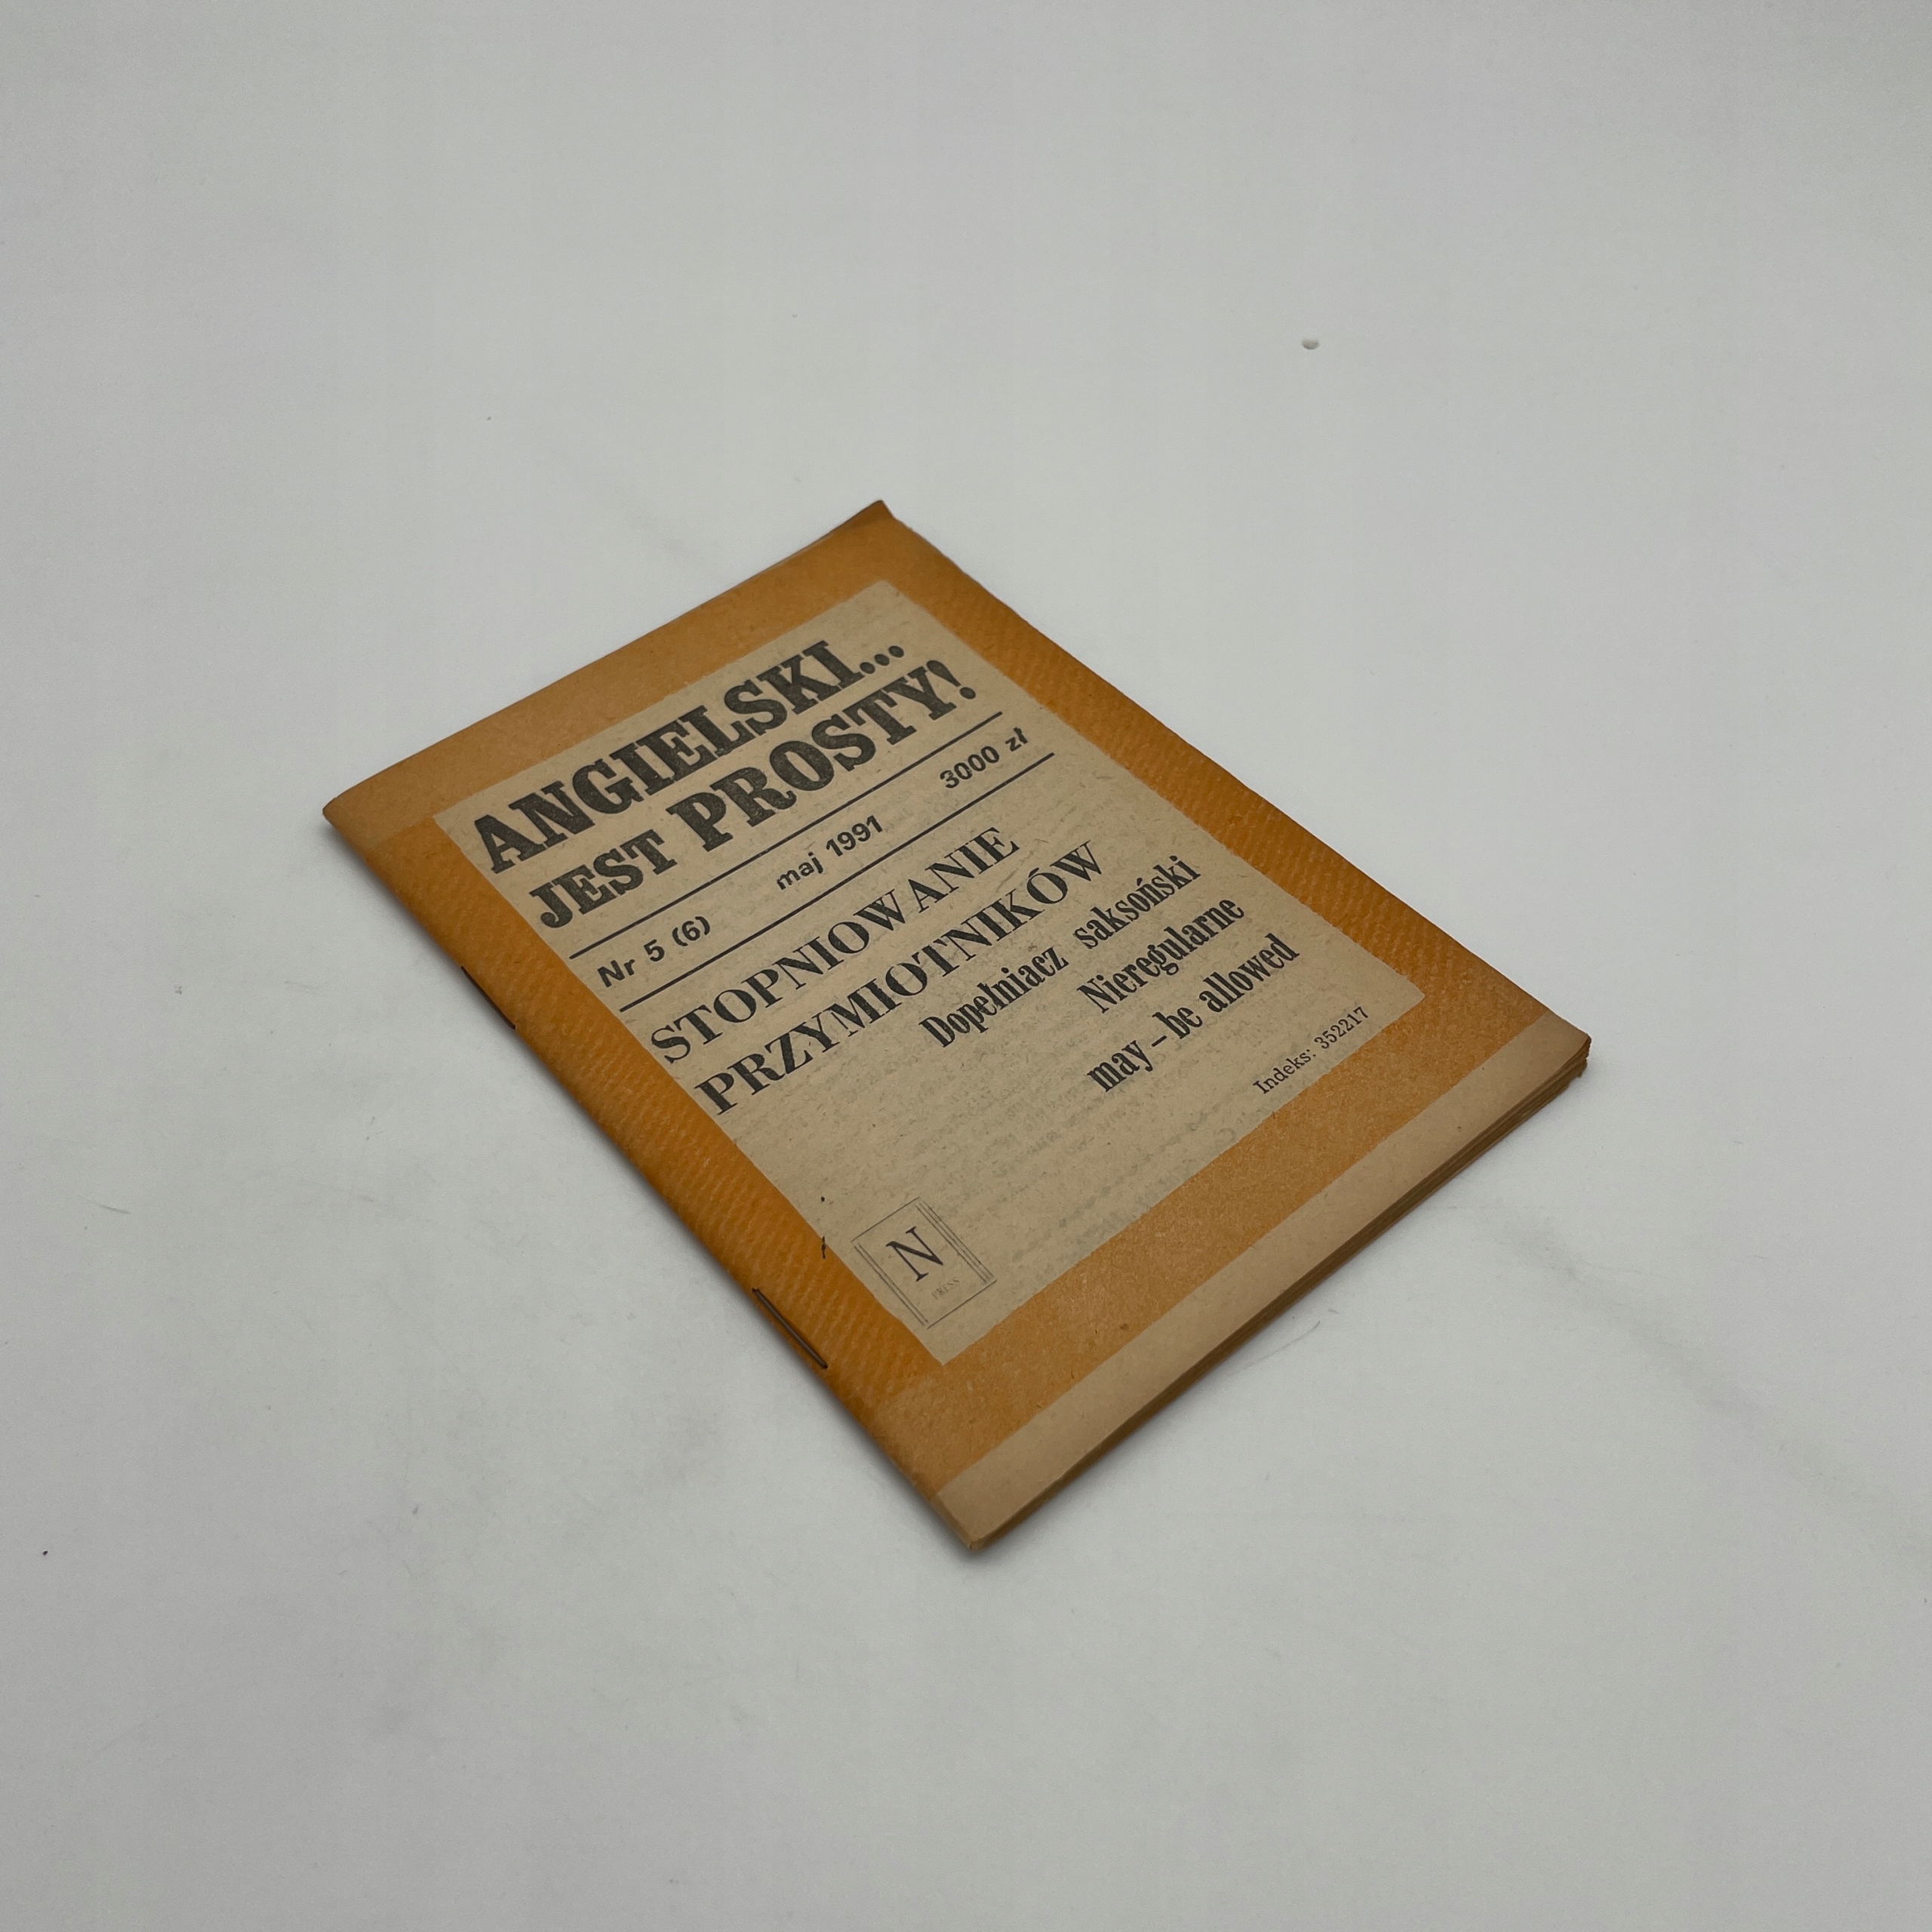 ANGIELSKI...
JEST PROSTY!
Nr 5 (6) maj 1991 3000 zł
STOPNIOWANIE
PRZYMIOTNIKÓW
Dopełniacz saksoński
Nieregularne
may – be allowed
Indeks: 352217
N
PRESS